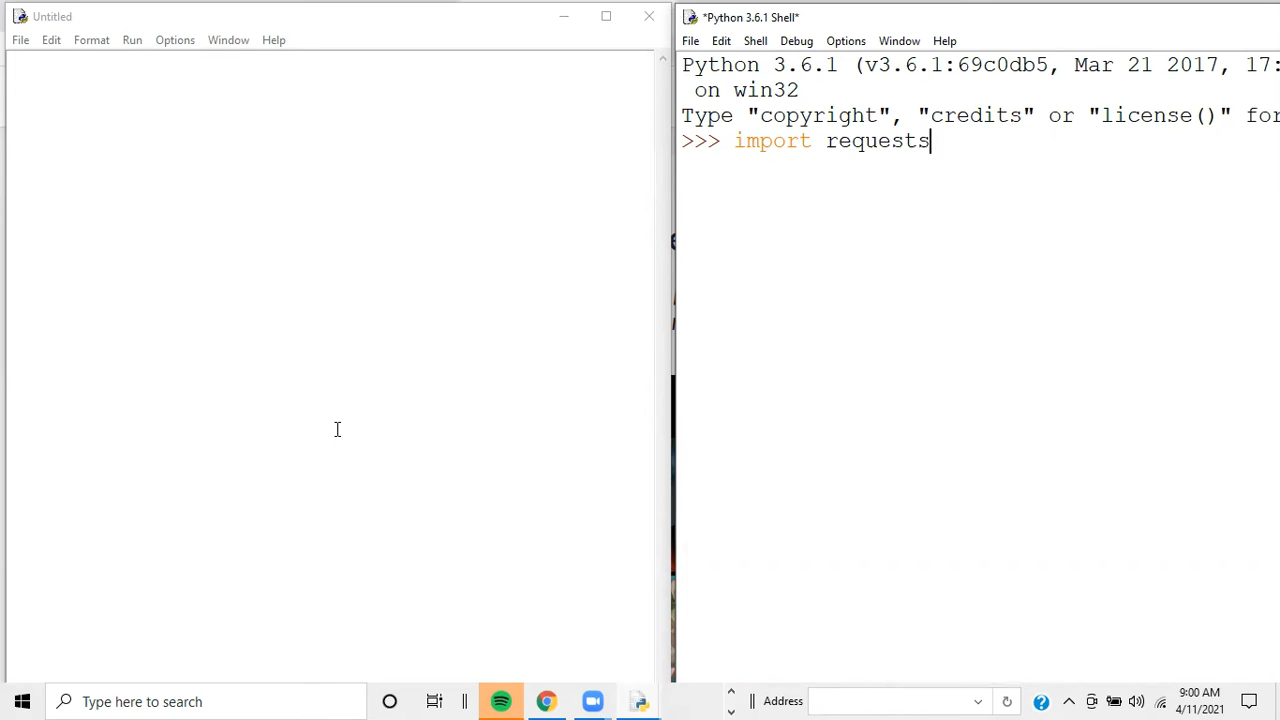 Untitled
File Edit Format Run Options Window Help
*Python 3.6.1 Shell*
File Edit Shell Debug Options Window Help
Python 3.6.1 (v3.6.1:69c0db5, Mar 21 2017, 17:
on win32
Type "copyright", "credits" or "license()" for
>>> import requests
Type here to search
Address
9:00 AM
4/11/2021